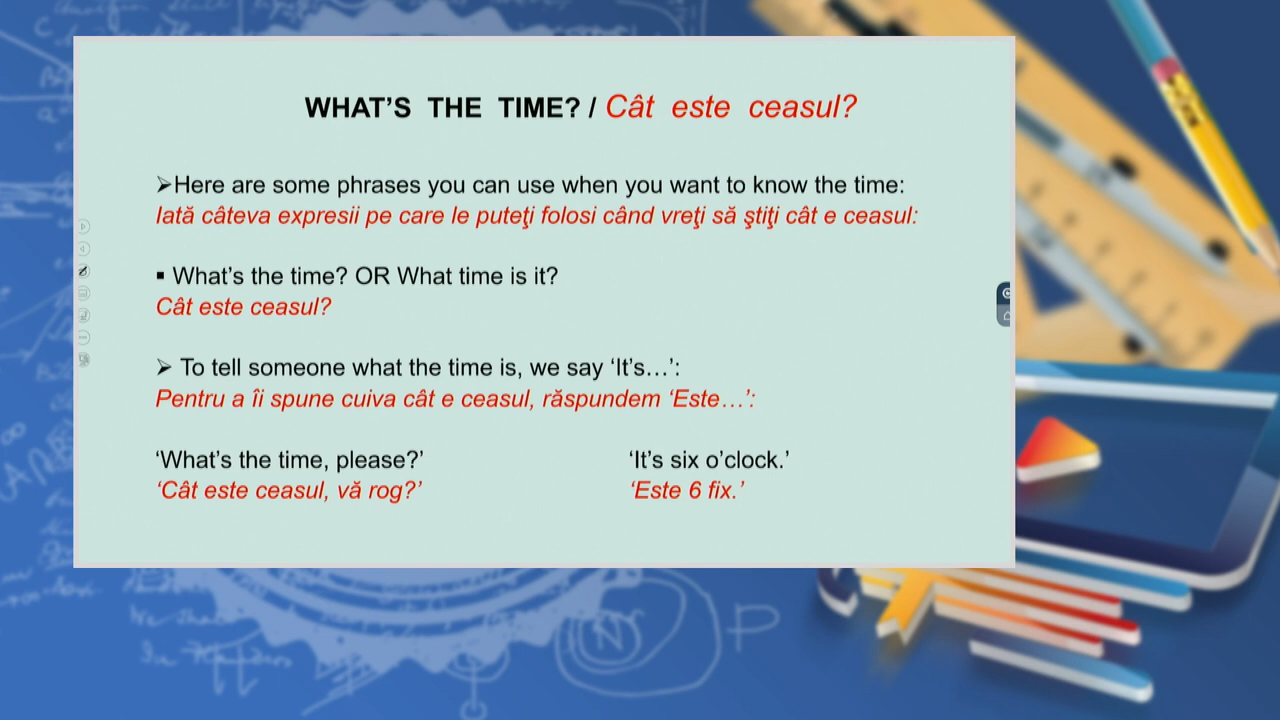 WHAT’S THE TIME? / Cât este ceasul?
➢Here are some phrases you can use when you want to know the time:
Iată câteva expresii pe care le puteţi folosi când vreţi să ştiţi cât e ceasul:
▪ What’s the time? OR What time is it?
Cât este ceasul?
➢ To tell someone what the time is, we say ‘It’s…’:
Pentru a îi spune cuiva cât e ceasul, răspundem ‘Este…’:
‘What’s the time, please?’ ‘It’s six o’clock.’
‘Cât este ceasul, vă rog?’ ‘Este 6 fix.’
N
P